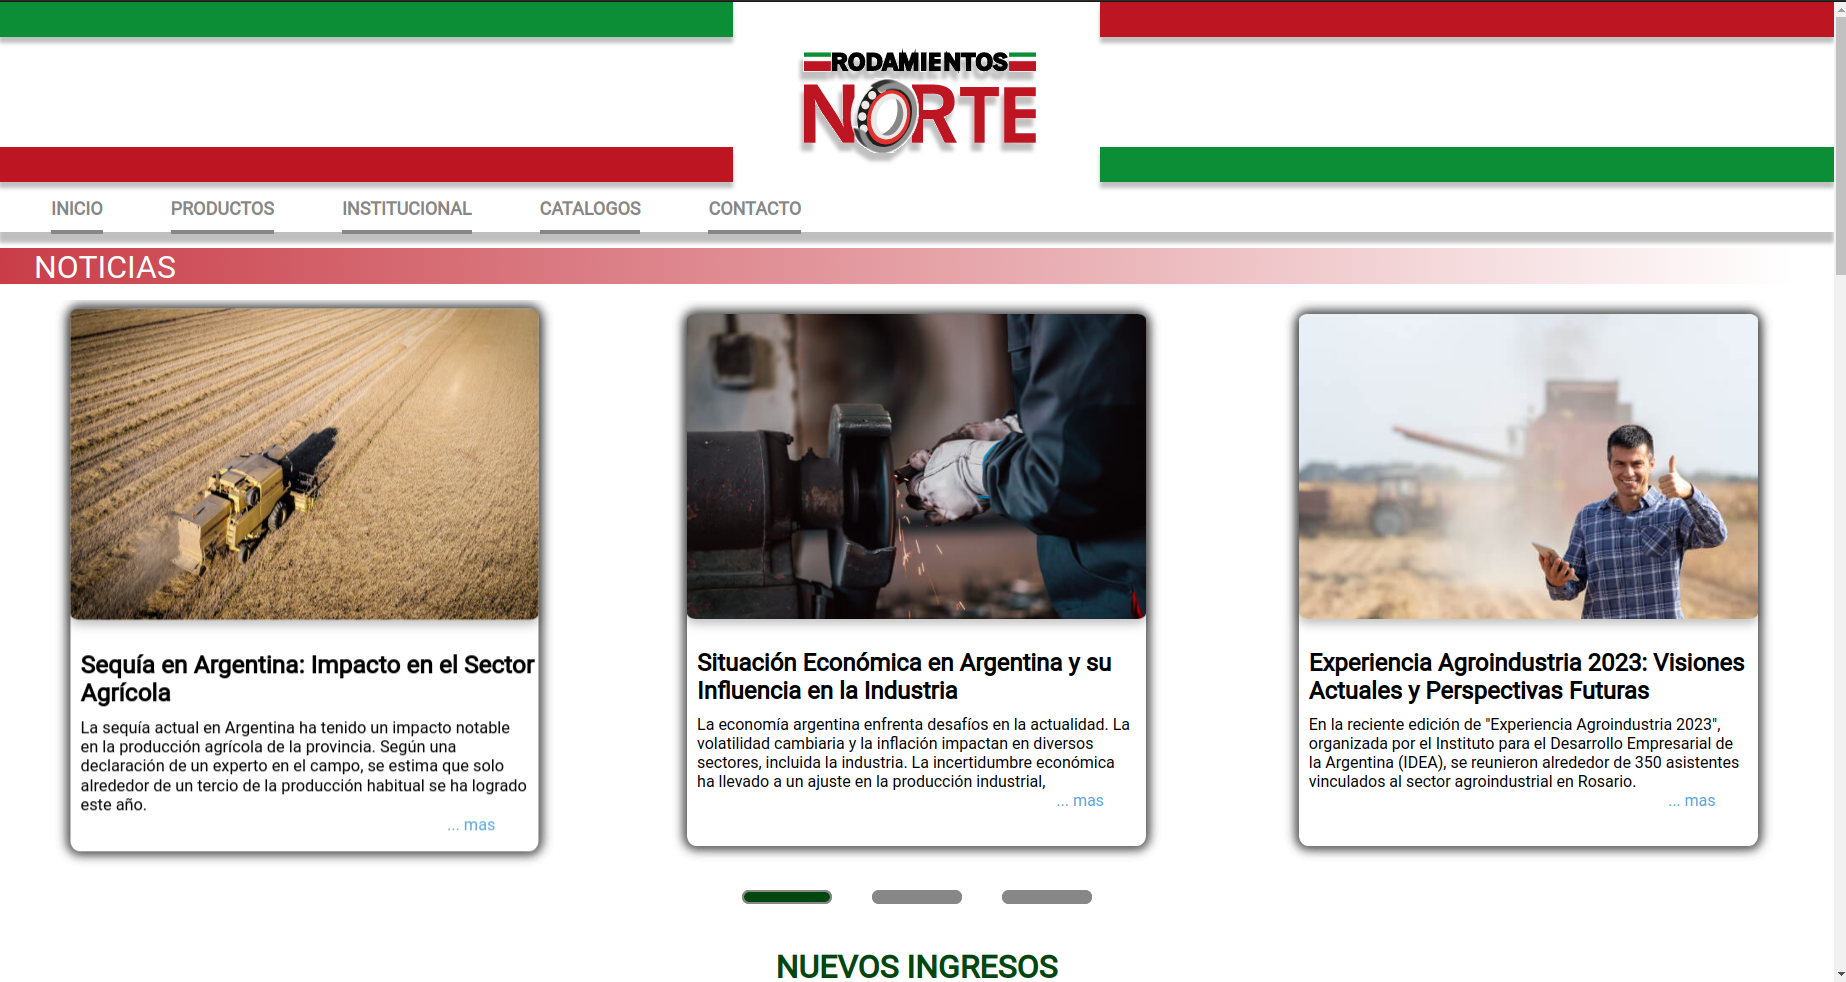 RODAMIENTOS
NORTE
INICIO
PRODUCTOS
INSTITUCIONAL
CATALOGOS
CONTACTO
NOTICIAS
Sequía en Argentina: Impacto en el Sector
Agrícola
La sequía actual en Argentina ha tenido un impacto notable
en la producción agrícola de la provincia. Según una
declaración de un experto en el campo, se estima que solo
alrededor de un tercio de la producción habitual se ha logrado
este año.
... mas
Situación Económica en Argentina y su
Influencia en la Industria
La economía argentina enfrenta desafíos en la actualidad. La
volatilidad cambiaria y la inflación impactan en diversos
sectores, incluida la industria. La incertidumbre económica
ha llevado a un ajuste en la producción industrial,
... mas
Experiencia Agroindustria 2023: Visiones
Actuales y Perspectivas Futuras
En la reciente edición de "Experiencia Agroindustria 2023",
organizada por el Instituto para el Desarrollo Empresarial de
la Argentina (IDEA), se reunieron alrededor de 350 asistentes
vinculados al sector agroindustrial en Rosario.
... mas
NUEVOS INGRESOS